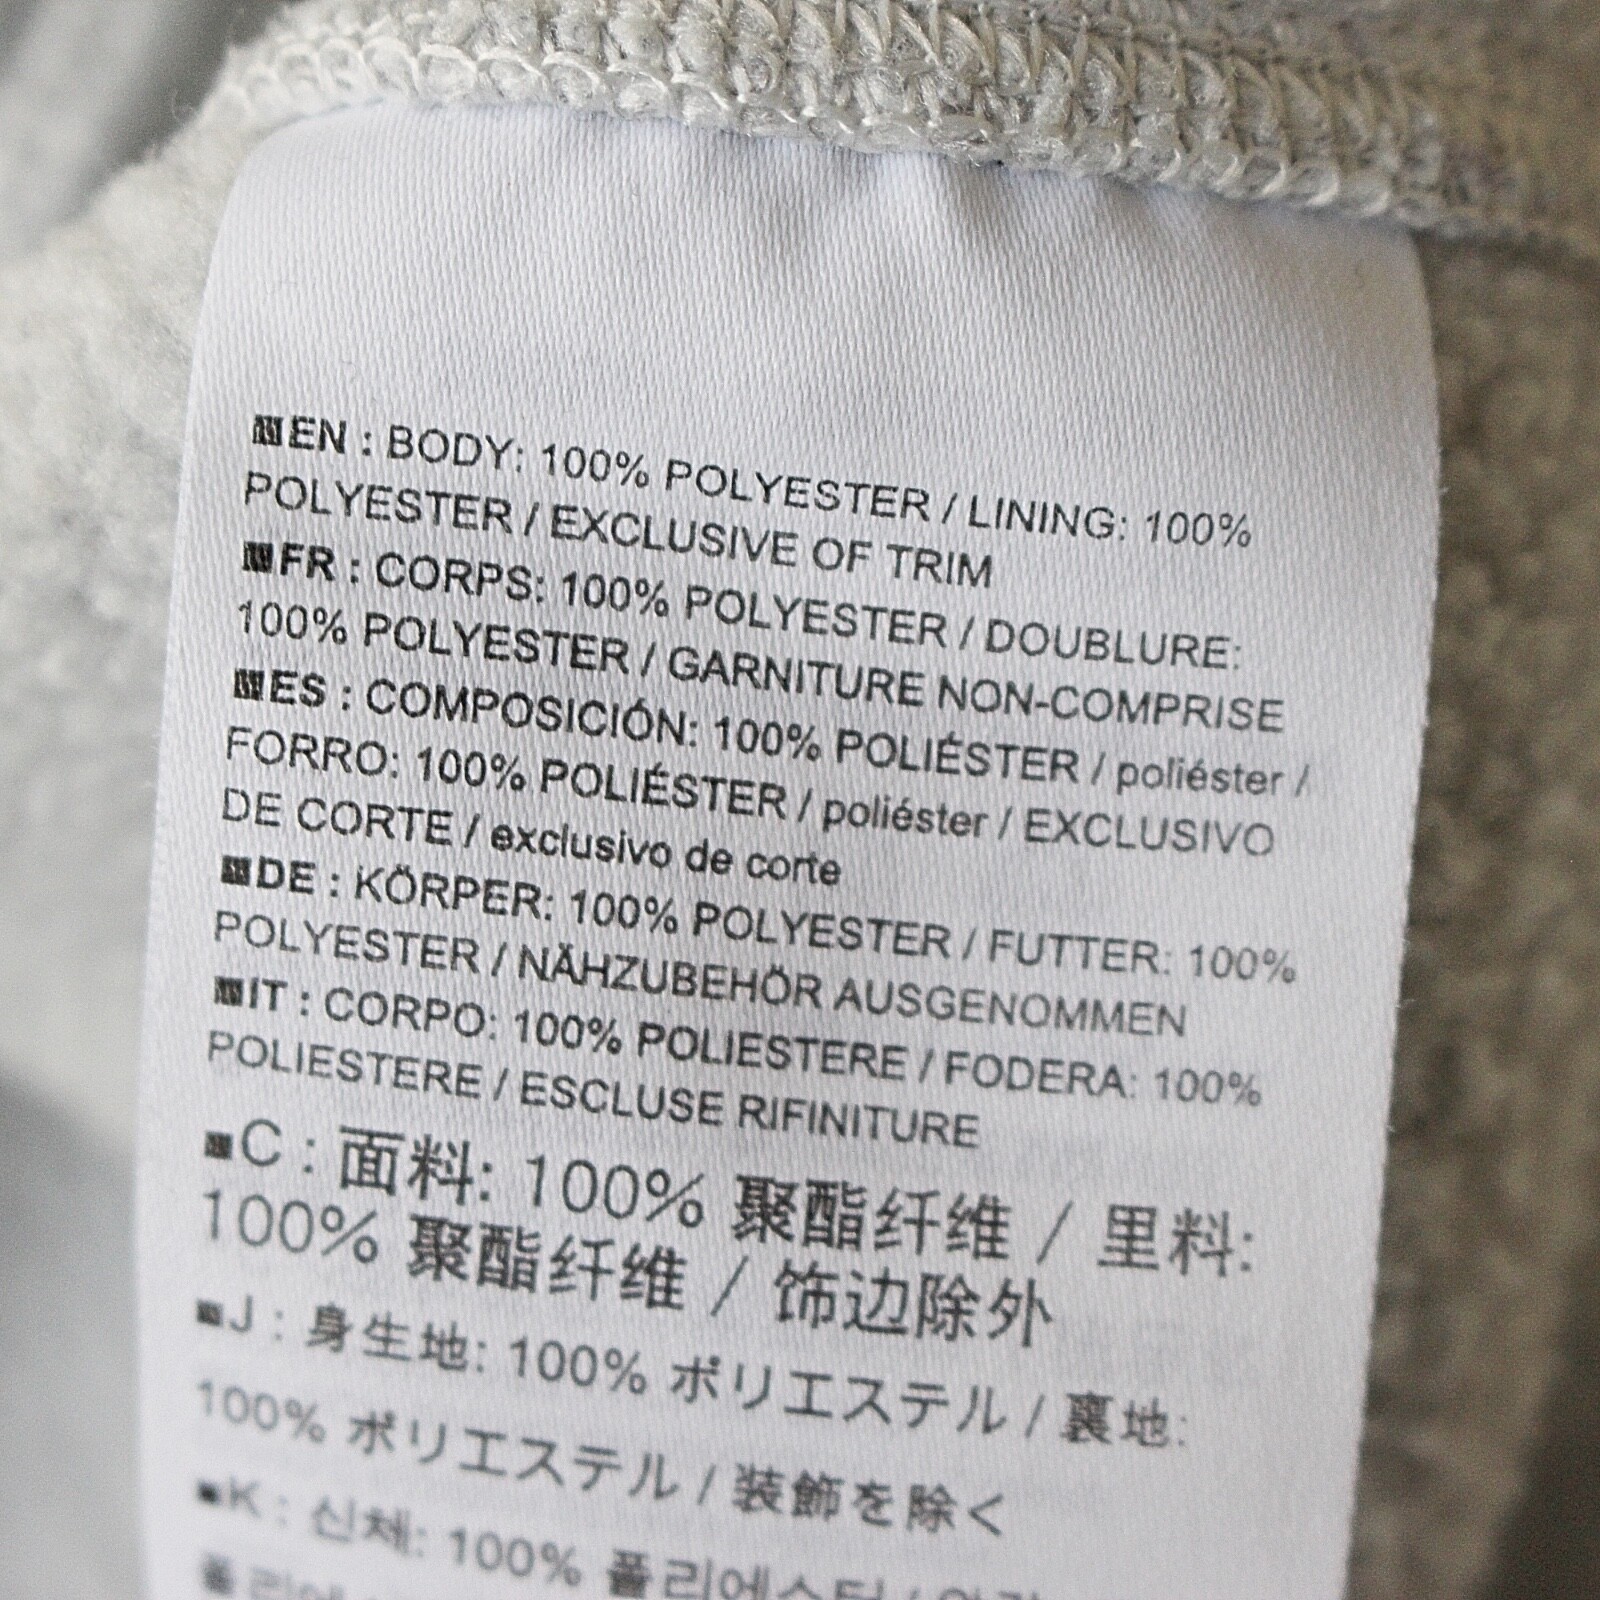 EN : BODY: 100% POLYESTER / LINING: 100%
POLYESTER / EXCLUSIVE OF TRIM
FR : CORPS: 100% POLYESTER / DOUBLURE:
100% POLYESTER / GARNITURE NON-COMPRISE
ES : COMPOSICIÓN: 100% POLIÉSTER / poliéster /
FORRO: 100% POLIÉSTER / poliéster / EXCLUSIVO
DE CORTE / exclusivo de corte
DE : KÖRPER: 100% POLYESTER / FUTTER: 100%
POLYESTER / NÄHZUBEHÖR AUSGENOMMEN
IT : CORPO: 100% POLIESTERE / FODERA: 100%
POLIESTERE / ESCLUSE RIFINITURE
C : 面料: 100% 聚酯纤维 / 里料:
100% 聚酯纤维 / 饰边除外
J : 身生地: 100% ポリエステル / 裏地:
100% ポリエステル / 装飾を除く
K : 신체: 100% 폴리에스터 /